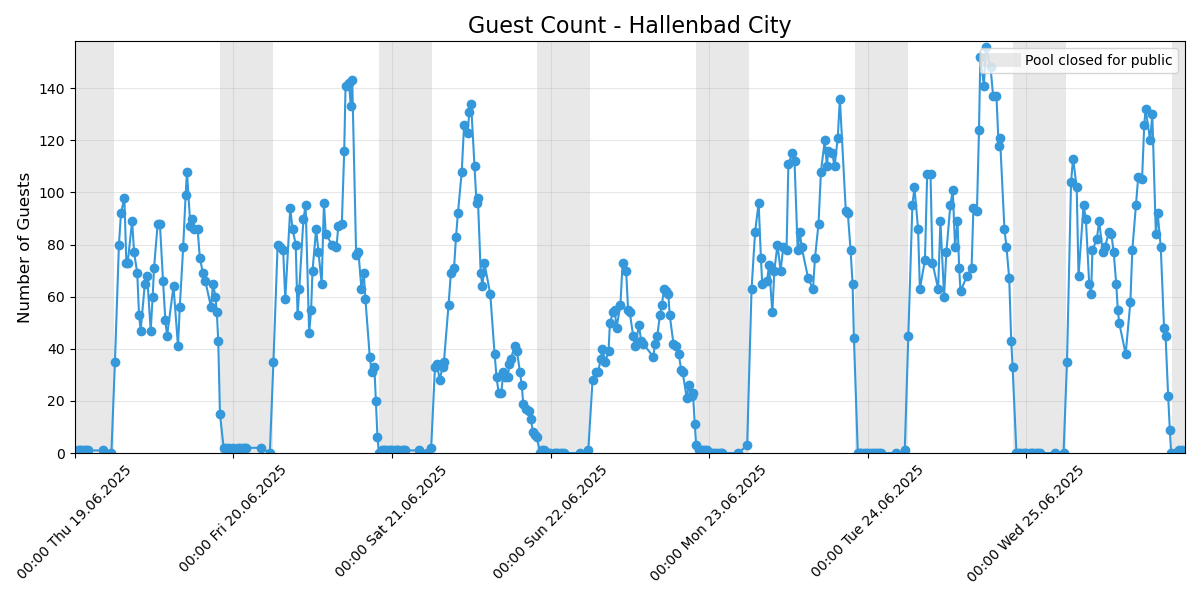 Guest Count - Hallenbad City
Pool closed for public
Number of Guests
140
120
100
80
60
40
20
0
00:00 Thu 19.06.2025
00:00 Fri 20.06.2025
00:00 Sat 21.06.2025
00:00 Sun 22.06.2025
00:00 Mon 23.06.2025
00:00 Tue 24.06.2025
00:00 Wed 25.06.2025